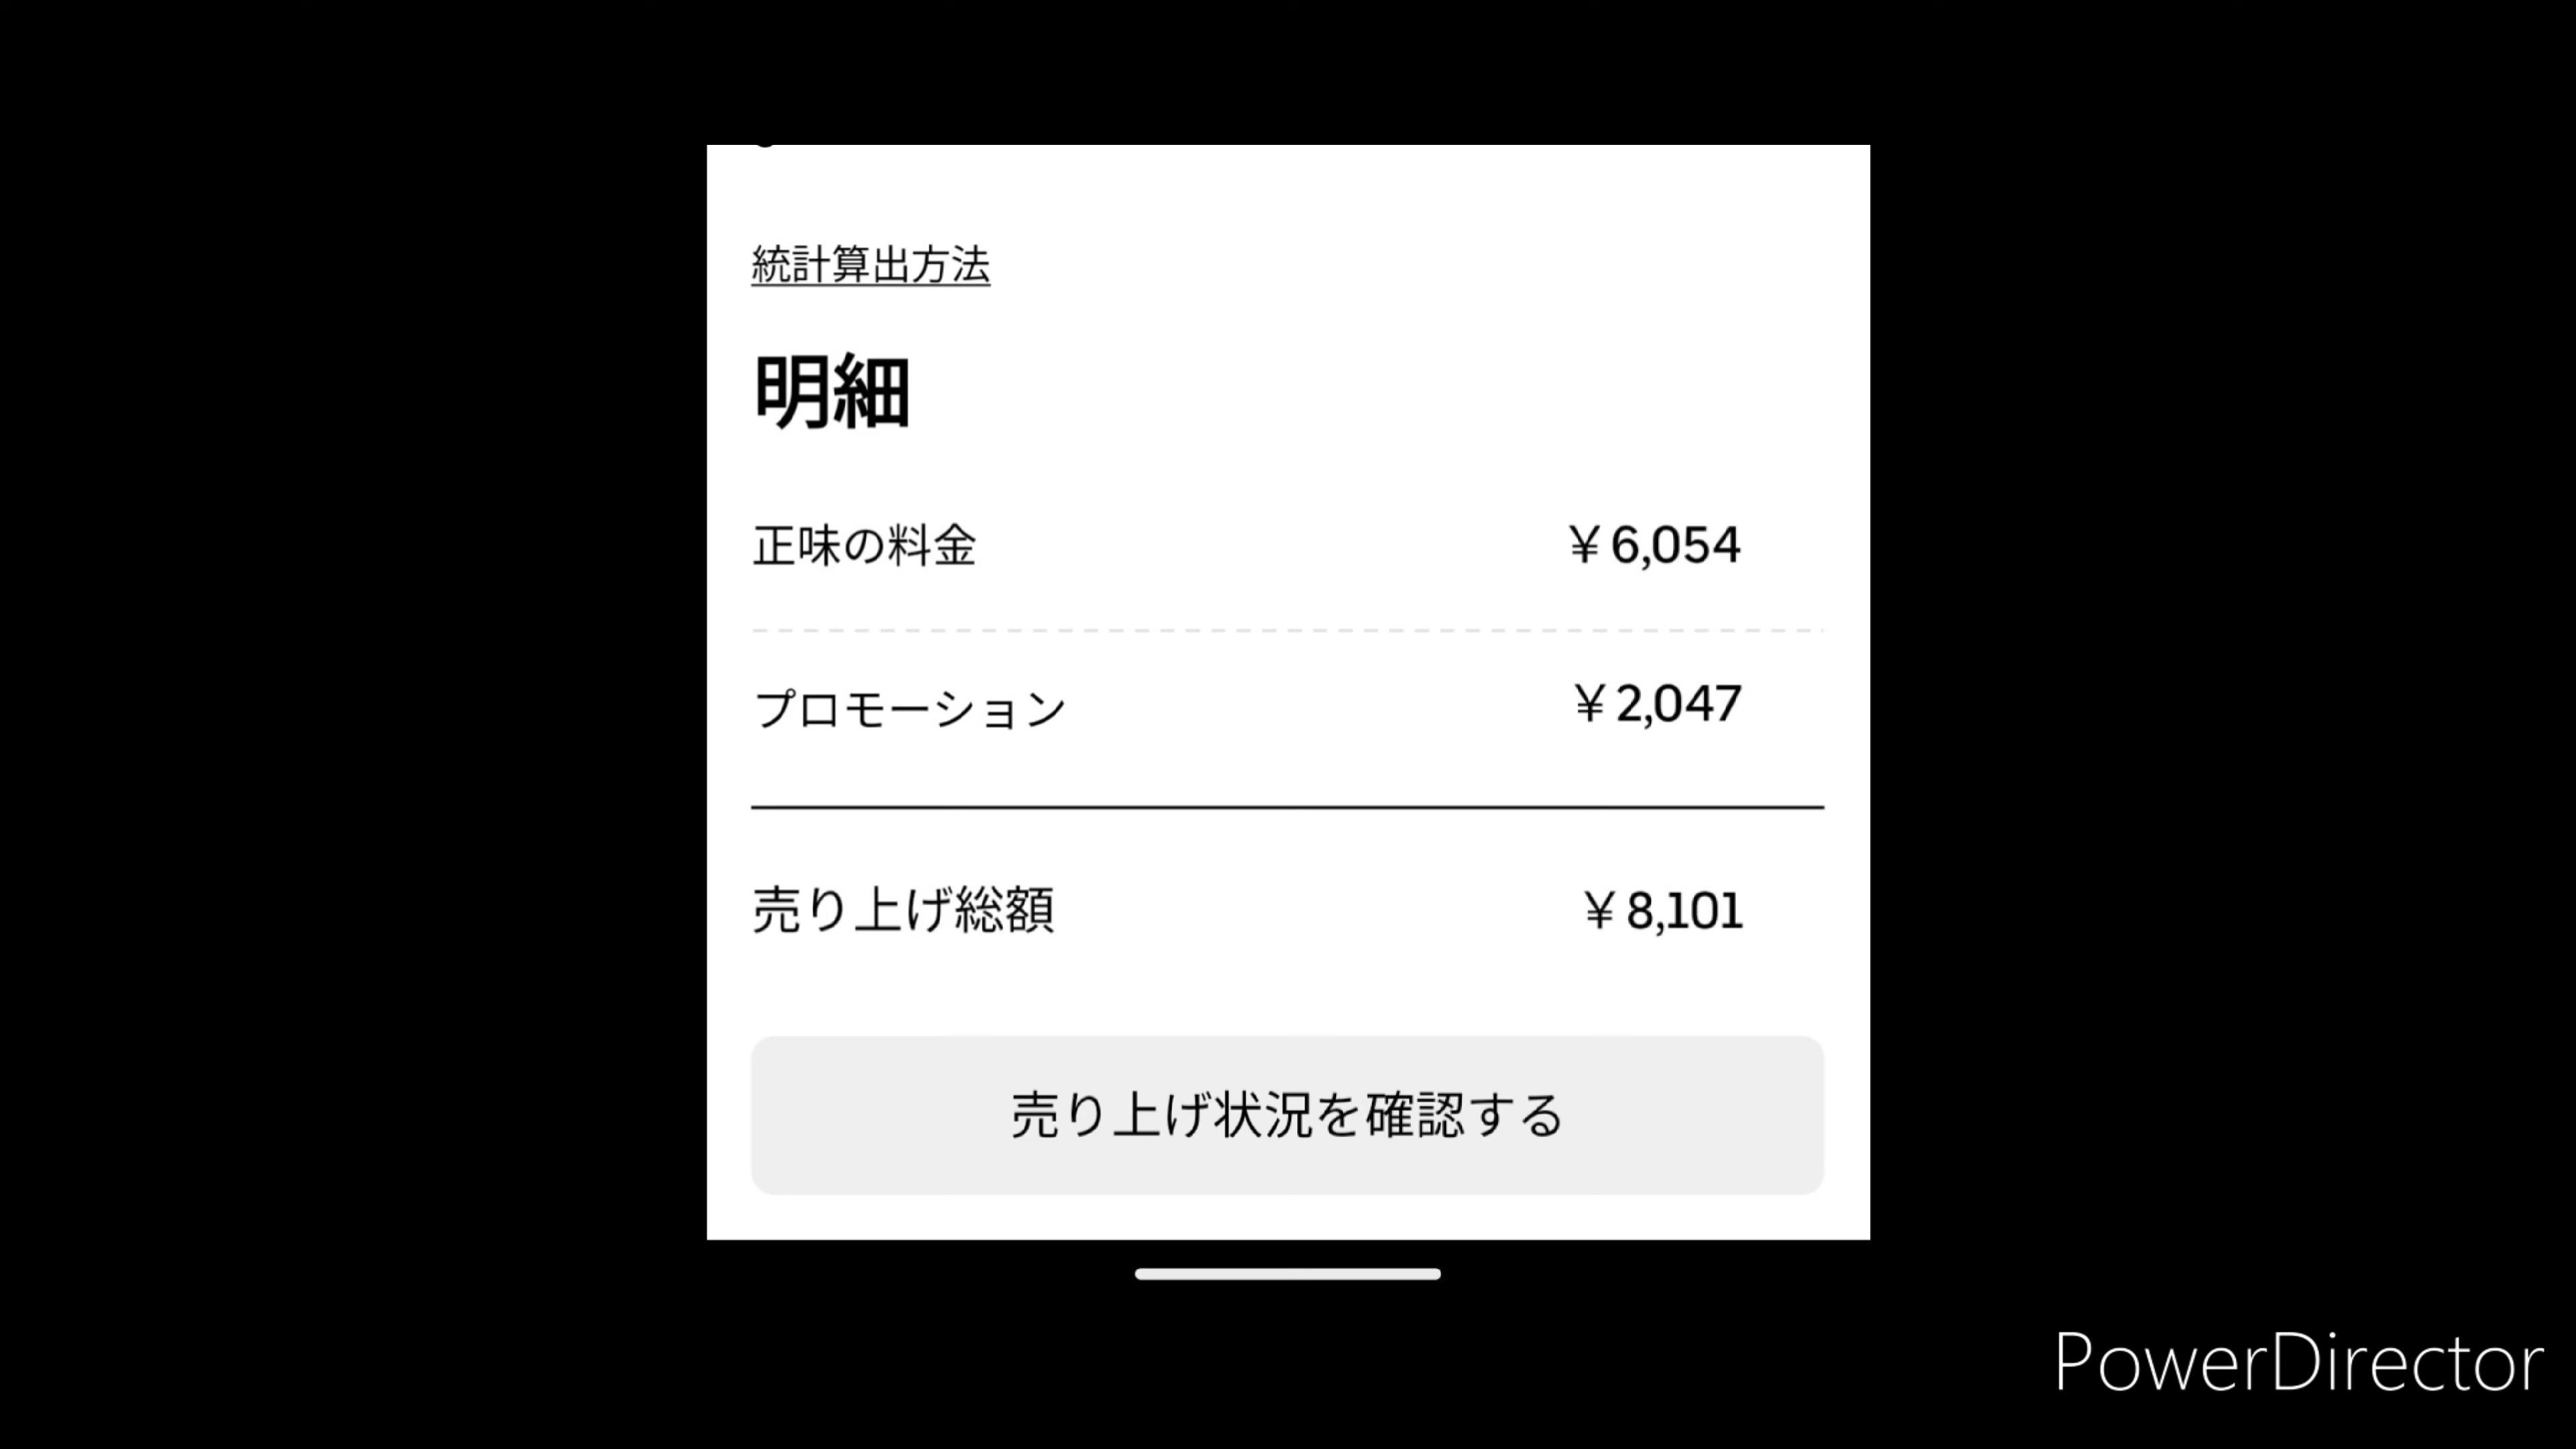 統計算出方法
明細
正味の料金 ￥6,054
プロモーション ￥2,047
売り上げ総額 ￥8,101
売り上げ状況を確認する
PowerDirector